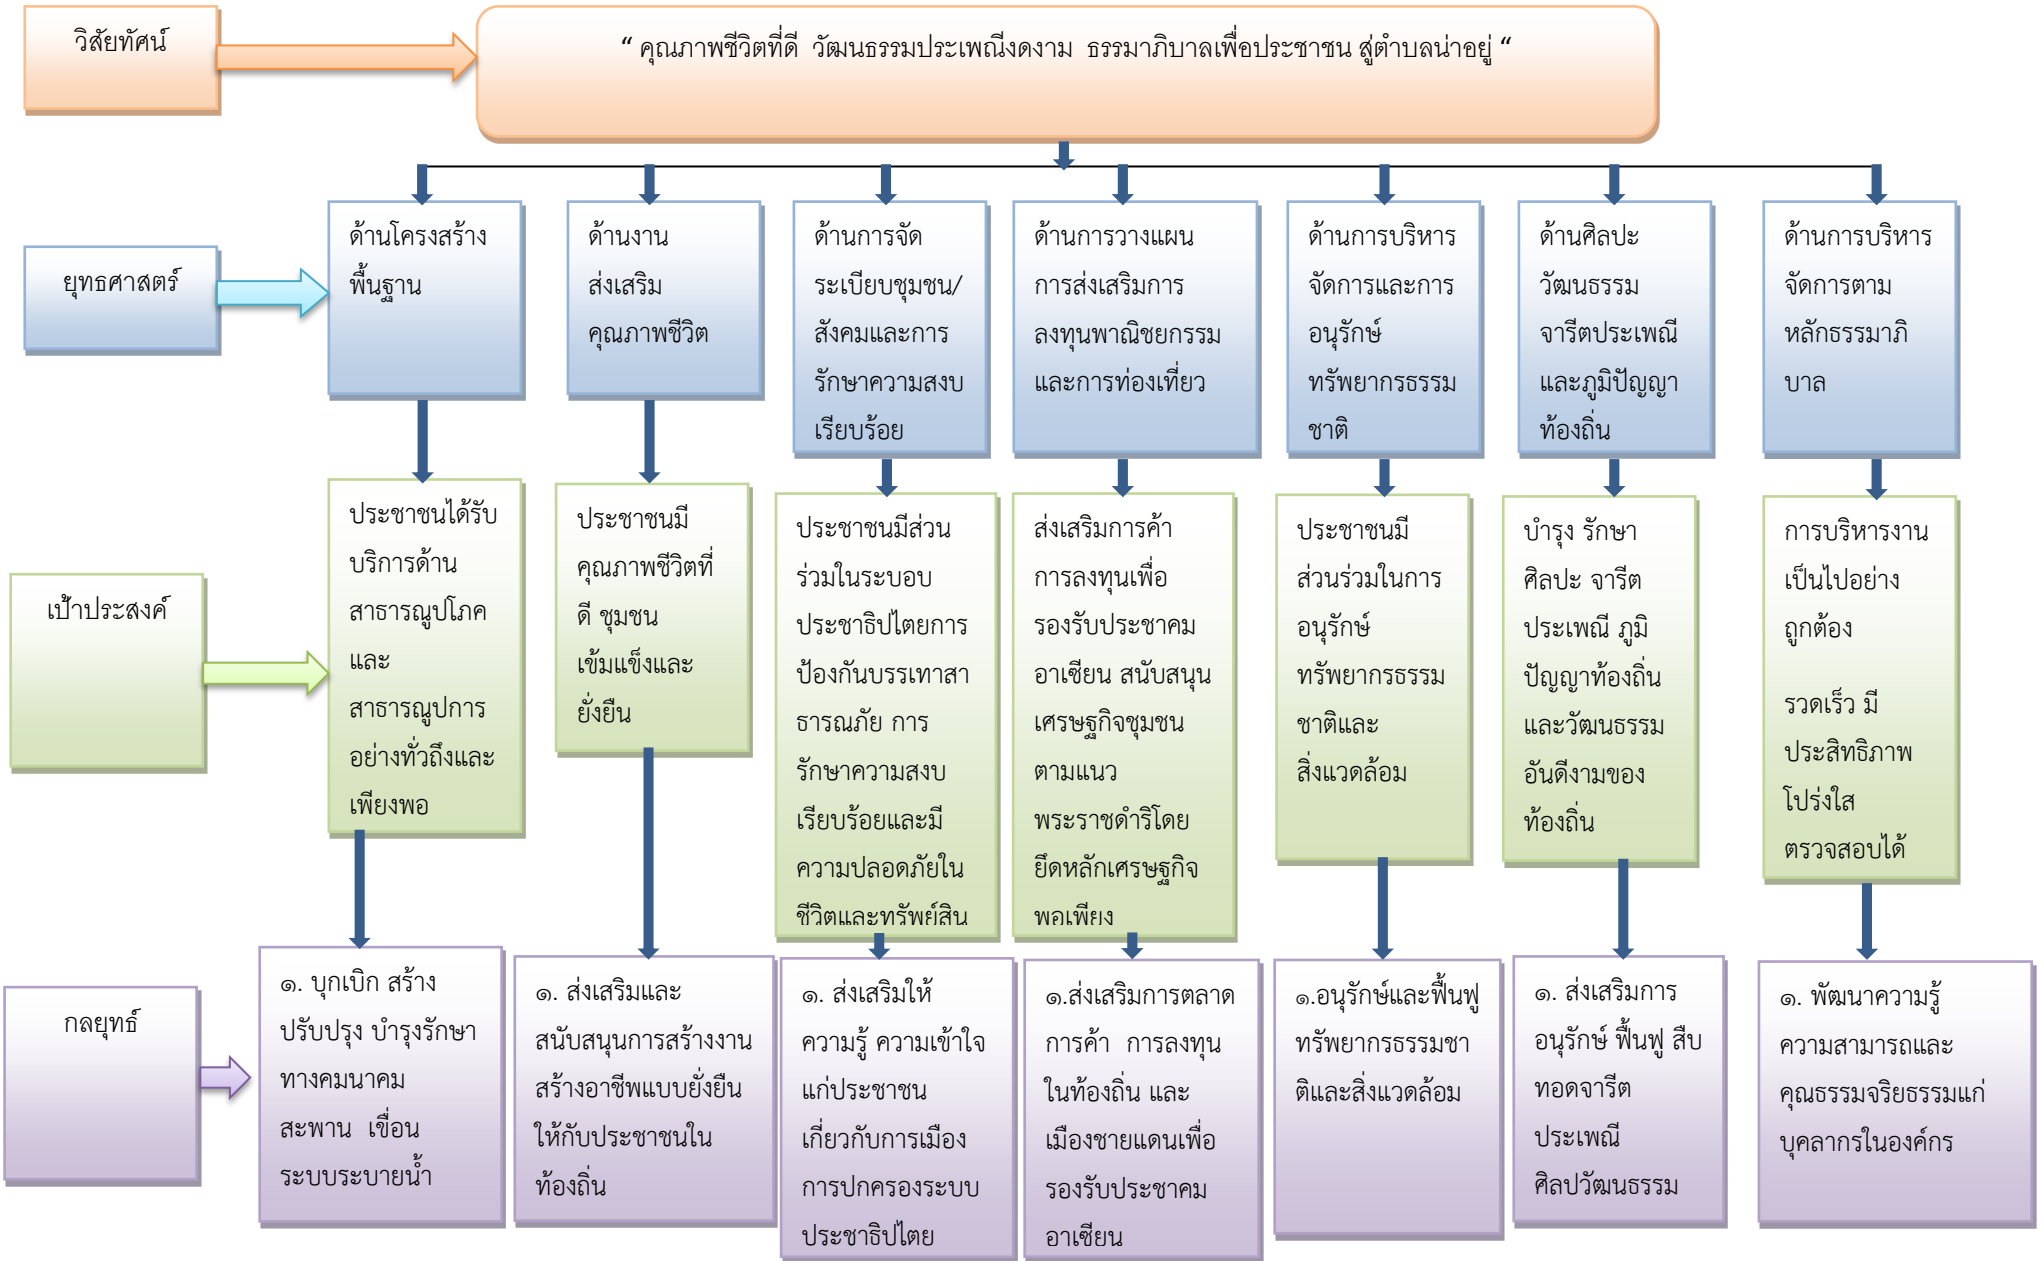 วิสัยทัศน์
“ คุณภาพชีวิตที่ดี วัฒนธรรมประเพณีงดงาม ธรรมาภิบาลเพื่อประชาชน สู่ตำบลน่าอยู่ “
ยุทธศาสตร์
ด้านโครงสร้าง
พื้นฐาน
ด้านงาน
ส่งเสริม
คุณภาพชีวิต
ด้านการจัด
ระเบียบชุมชน/
สังคมและการ
รักษาความสงบ
เรียบร้อย
ด้านการวางแผน
การส่งเสริมการ
ลงทุนพาณิชยกรรม
และการท่องเที่ยว
ด้านการบริหาร
จัดการและการ
อนุรักษ์
ทรัพยากรธรรม
ชาติ
ด้านศิลปะ
วัฒนธรรม
จารีตประเพณี
และภูมิปัญญา
ท้องถิ่น
ด้านการบริหาร
จัดการตาม
หลักธรรมาภิ
บาล
เป้าประสงค์
ประชาชนได้รับ
บริการด้าน
สาธารณูปโภค
และ
สาธารณูปการ
อย่างทั่วถึงและ
เพียงพอ
ประชาชนมี
คุณภาพชีวิตที่
ดี ชุมชน
เข้มแข็งและ
ยั่งยืน
ประชาชนมีส่วน
ร่วมในระบอบ
ประชาธิปไตยการ
ป้องกันบรรเทาสา
ธารณภัย การ
รักษาความสงบ
เรียบร้อยและมี
ความปลอดภัยใน
ชีวิตและทรัพย์สิน
ส่งเสริมการค้า
การลงทุนเพื่อ
รองรับประชาคม
อาเซียน สนับสนุน
เศรษฐกิจชุมชน
ตามแนว
พระราชดำริโดย
ยึดหลักเศรษฐกิจ
พอเพียง
ประชาชนมี
ส่วนร่วมในการ
อนุรักษ์
ทรัพยากรธรรม
ชาติและ
สิ่งแวดล้อม
บำรุง รักษา
ศิลปะ จารีต
ประเพณี ภูมิ
ปัญญาท้องถิ่น
และวัฒนธรรม
อันดีงามของ
ท้องถิ่น
การบริหารงาน
เป็นไปอย่าง
ถูกต้อง
รวดเร็ว มี
ประสิทธิภาพ
โปร่งใส
ตรวจสอบได้
กลยุทธ์
๑. บุกเบิก สร้าง
ปรับปรุง บำรุงรักษา
ทางคมนาคม
สะพาน เขื่อน
ระบบระบายน้ำ
๑. ส่งเสริมและ
สนับสนุนการสร้างงาน
สร้างอาชีพแบบยั่งยืน
ให้กับประชาชนใน
ท้องถิ่น
๑. ส่งเสริมให้
ความรู้ ความเข้าใจ
แก่ประชาชน
เกี่ยวกับการเมือง
การปกครองระบบ
ประชาธิปไตย
๑.ส่งเสริมการตลาด
การค้า การลงทุน
ในท้องถิ่น และ
เมืองชายแดนเพื่อ
รองรับประชาคม
อาเซียน
๑.อนุรักษ์และฟื้นฟู
ทรัพยากรธรรมชา
ติและสิ่งแวดล้อม
๑. ส่งเสริมการ
อนุรักษ์ ฟื้นฟู สืบ
ทอดจารีต
ประเพณี
ศิลปวัฒนธรรม
๑. พัฒนาความรู้
ความสามารถและ
คุณธรรมจริยธรรมแก่
บุคลากรในองค์กร